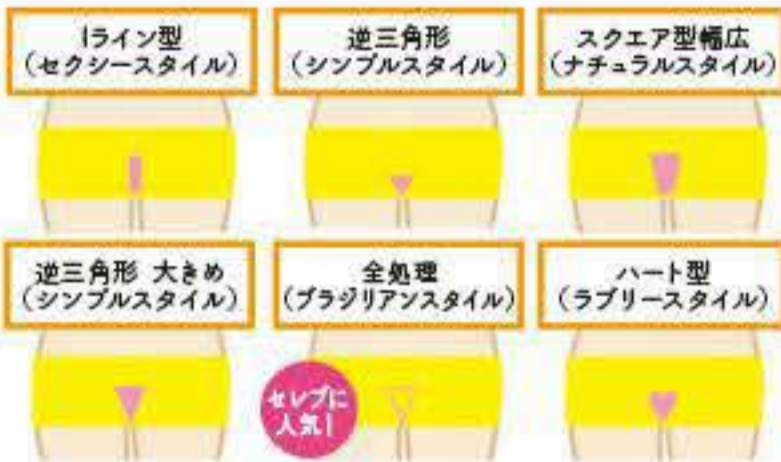 Iライン型
(セクシースタイル)
逆三角形
(シンプルスタイル)
スクエア型幅広
(ナチュラルスタイル)
逆三角形 大きめ
(シンプルスタイル)
全処理
(ブラジリアンスタイル)
ハート型
(ラブリースタイル)
セレブに
人気!